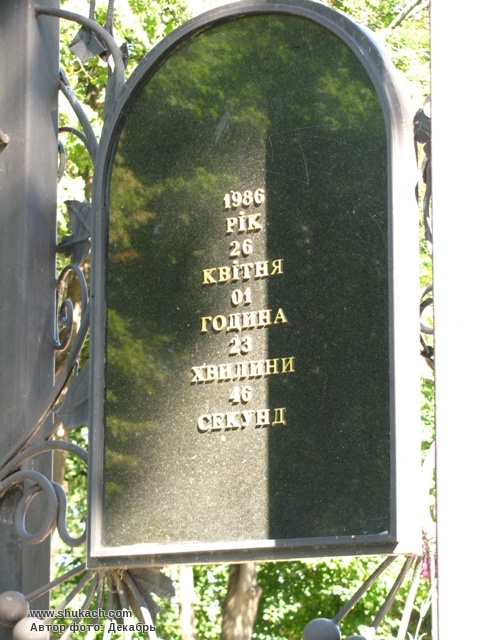 1986
РІК
26
КВІТНЯ
01
ГОДИНА
23
ХВИЛИНИ
46
СЕКУНД
www.shukach.com
Автор фото: Декабрь